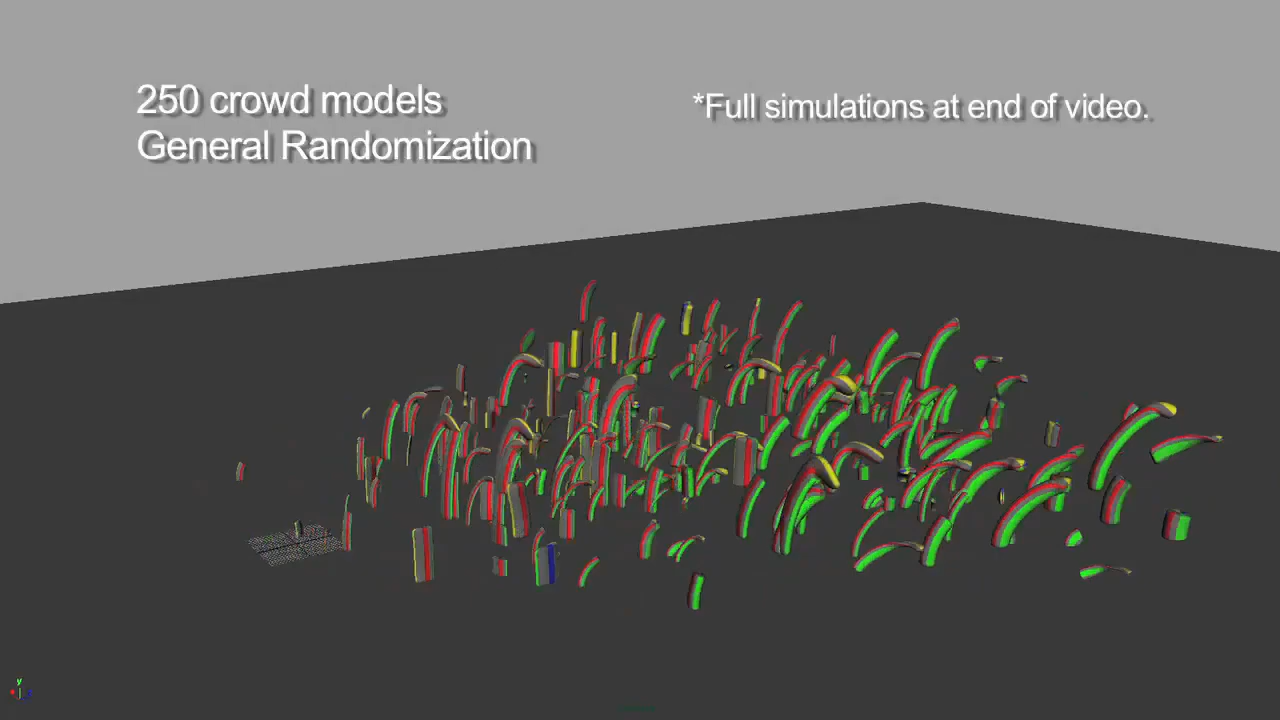 250 crowd models
General Randomization
*Full simulations at end of video.
y